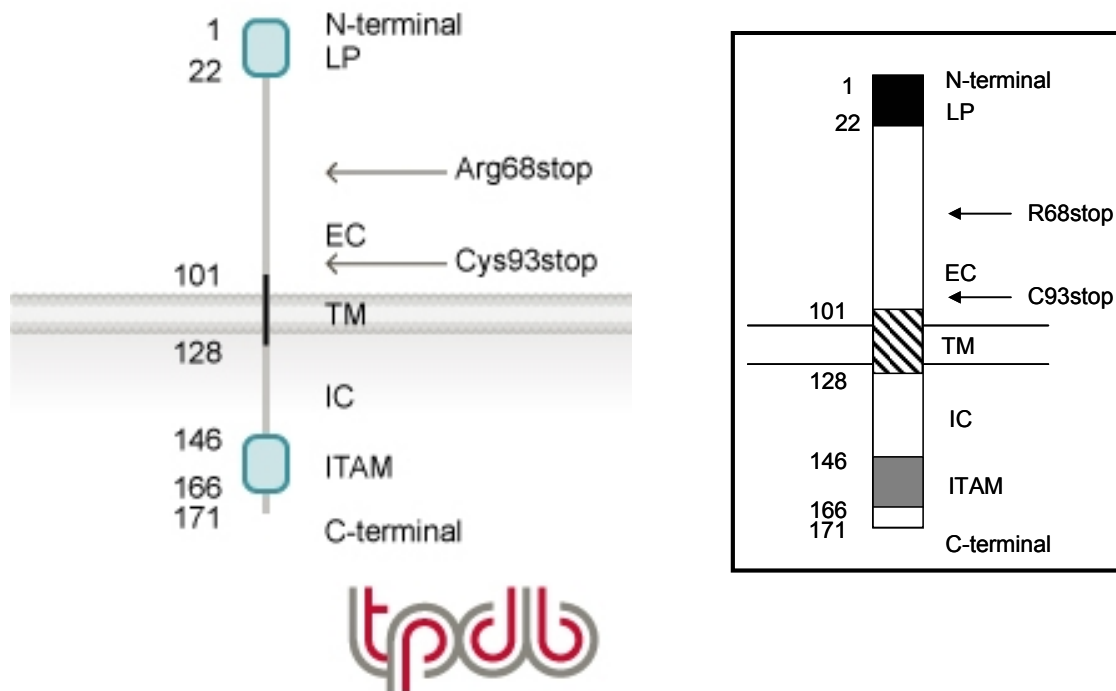 1 N-terminal
22 LP
Arg68stop
EC
Cys93stop
101
TM
128
IC
146
ITAM
166
171
C-terminal
tpdb
1 N-terminal
22 LP
R68stop
EC
C93stop
101
TM
128
IC
146
ITAM
166
171
C-terminal